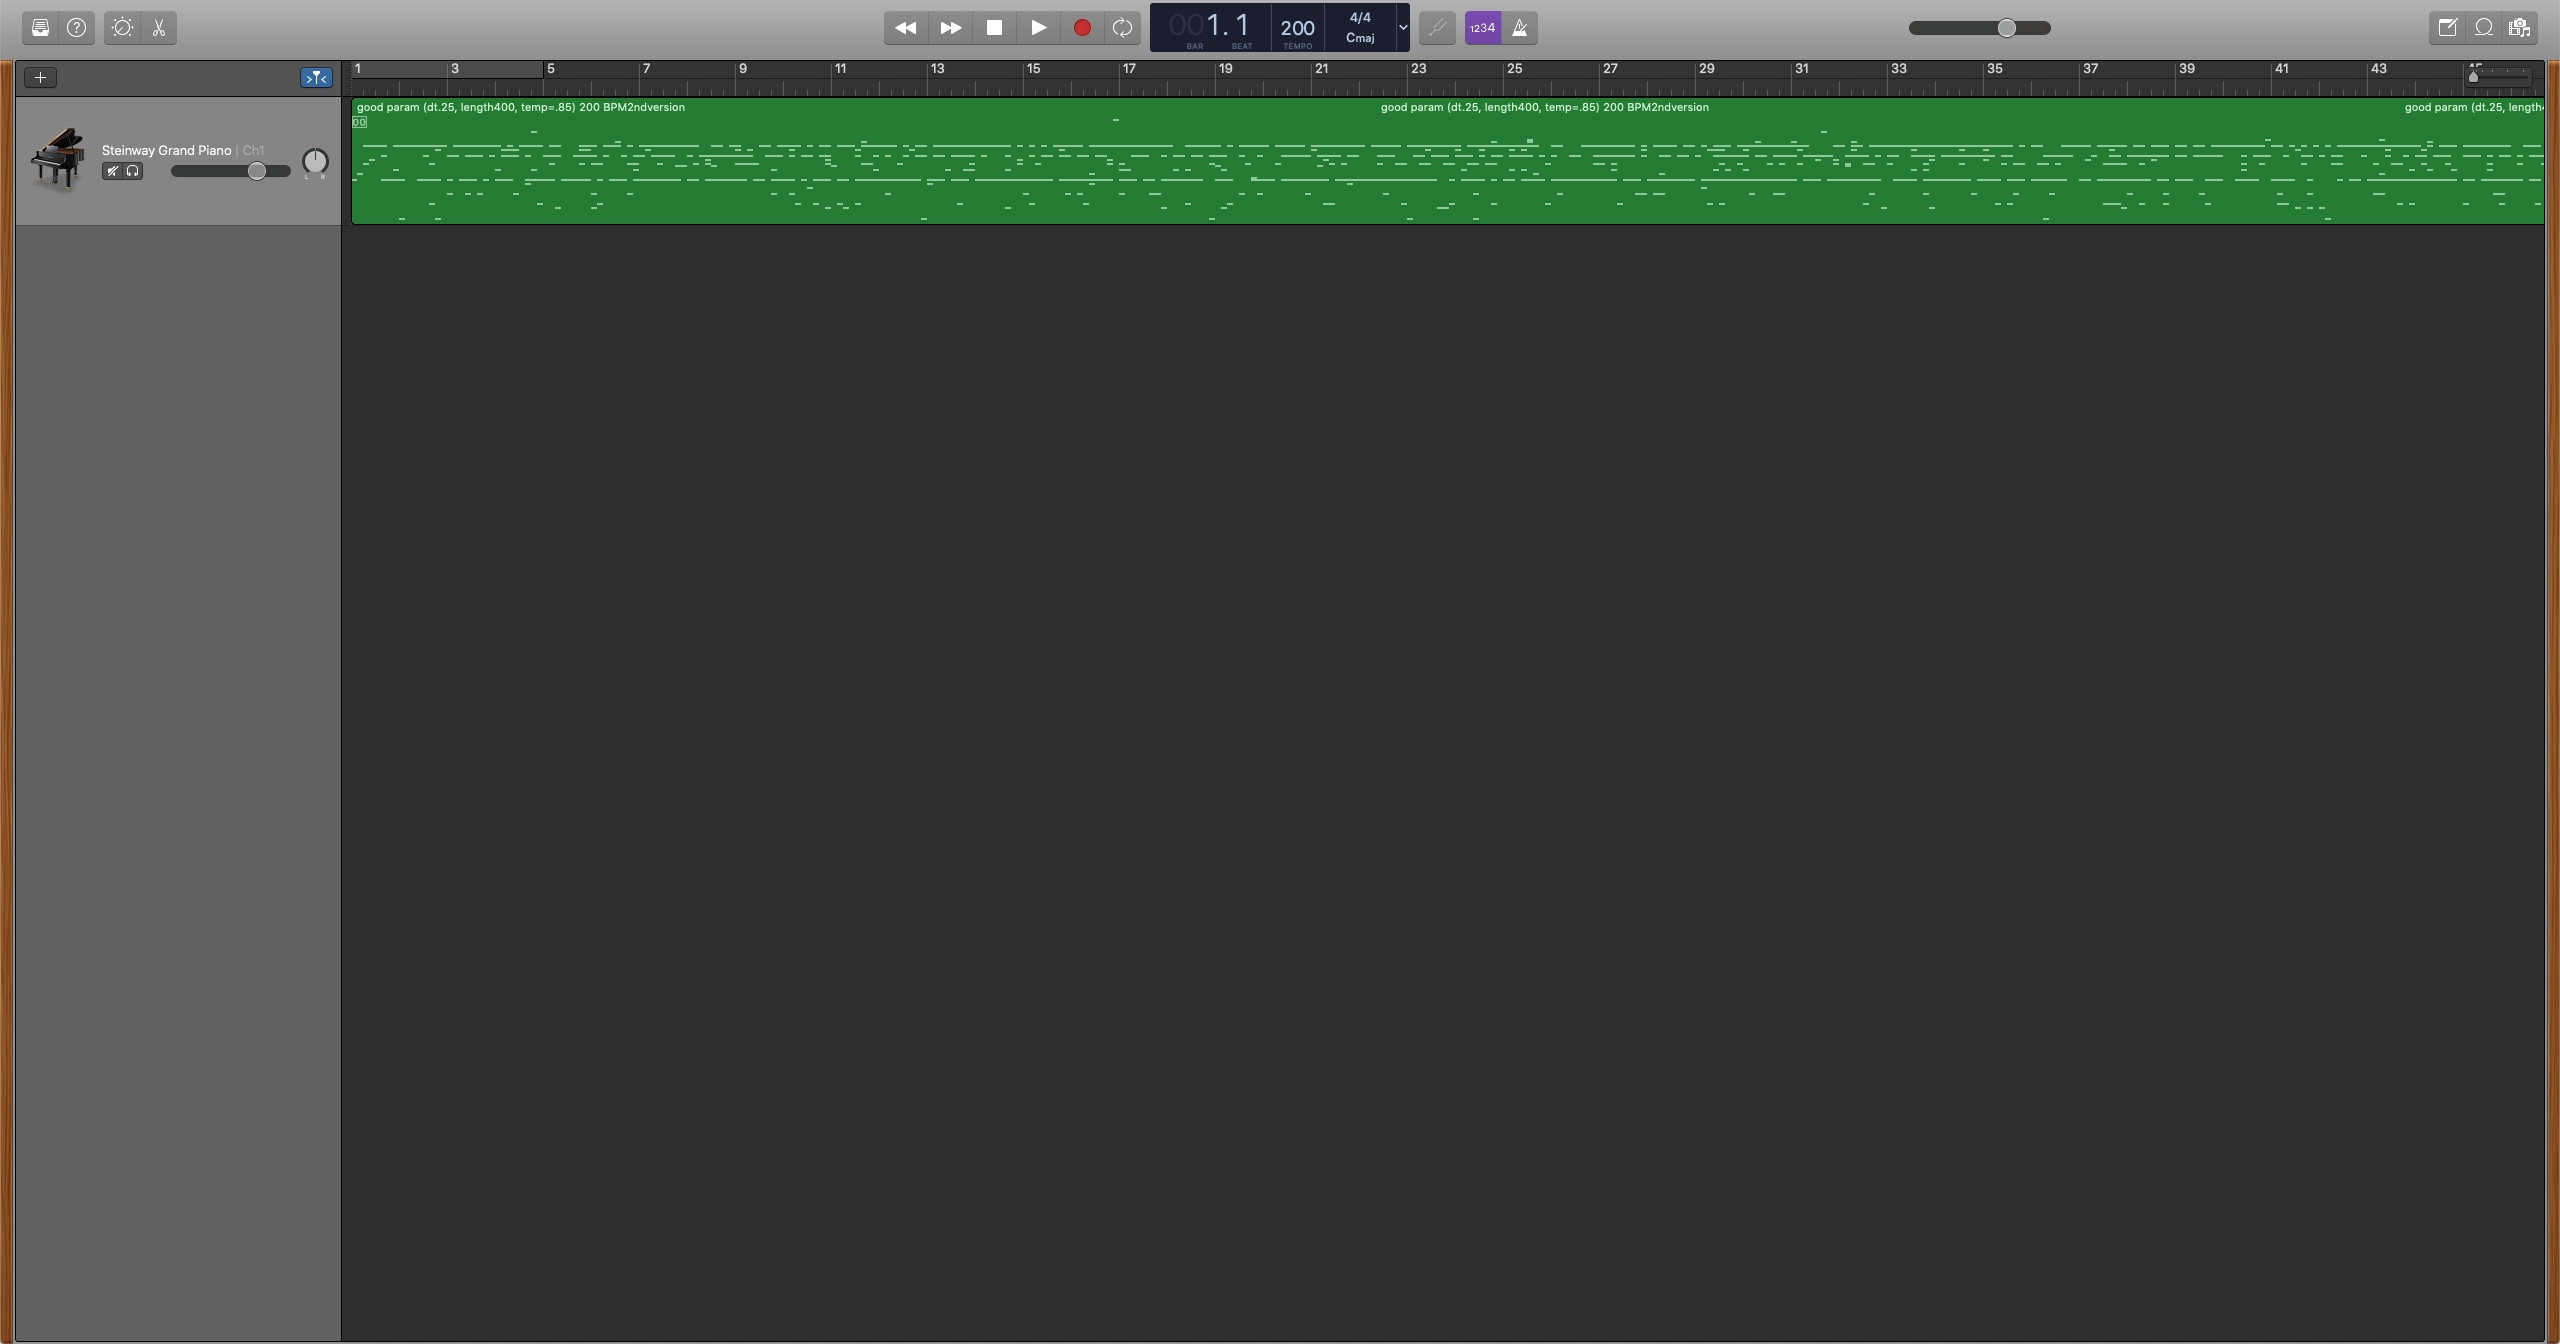 001.1
BAR BEAT
200
TEMPO
4/4
Cmaj
1234
1 3 5 7 9 11 13 15 17 19 21 23 25 27 29 31 33 35 37 39 41 43
good param (dt.25, length400, temp=.85) 200 BPM2ndversion
good param (dt.25, length400, temp=.85) 200 BPM2ndversion
good param (dt.25, length
Steinway Grand Piano | Ch1
L R